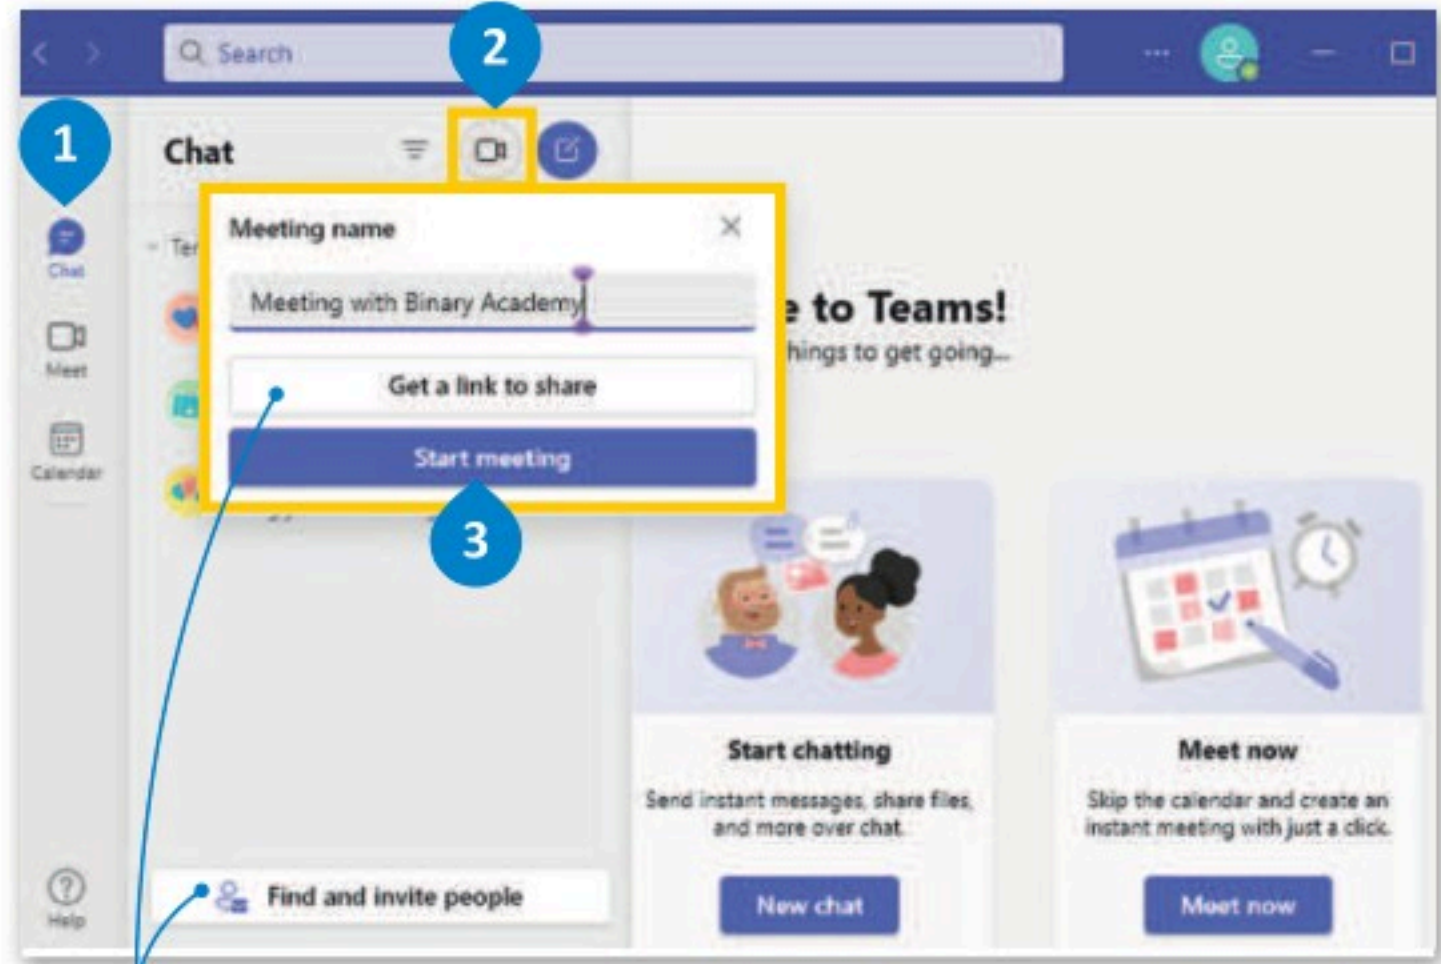 Search
2
1
Chat
Meeting name
Chat
Ter
Meeting with Binary Academy
e to Teams!
hings to get going...
Meet
Get a link to share
Start meeting
Calendar
3
Start chatting
Meet now
Send instant messages, share files,
and more over chat.
Skip the calendar and create an
instant meeting with just a click.
Help
Find and invite people
New chat
Meet now